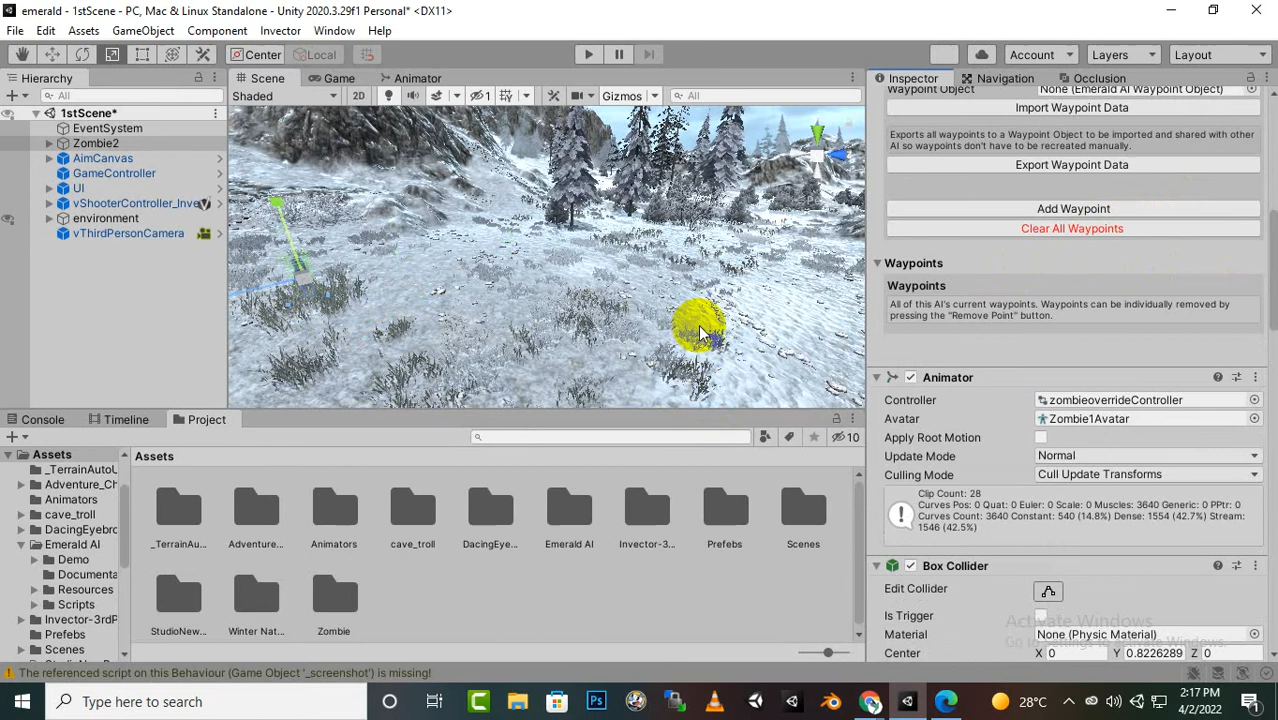 emerald - 1stScene - PC, Mac & Linux Standalone - Unity 2020.3.29f1 Personal* <DX11>
File Edit Assets GameObject Component Invector Window Help
Center Local Account Layers Layout
Hierarchy Scene Game Animator Inspector Navigation Occlusion
All Shaded 2D 1 Gizmos All
Waypoint Object None (Emerald Ai Waypoint Object)
1stScene*
Import Waypoint Data
EventSystem
Zombie2
Exports all waypoints to a Waypoint Object to be imported and shared with other
AI so waypoints don't have to be recreated manually.
AimCanvas
Export Waypoint Data
GameController
UI
vShooterController_Inve
Add Waypoint
environment
Clear All Waypoints
vThirdPersonCamera
Waypoints
Waypoints
All of this AI's current waypoints. Waypoints can be individually removed by
pressing the "Remove Point" button.
Animator
Controller zombieoverrideController
Avatar Zombie1Avatar
Apply Root Motion
Update Mode Normal
Culling Mode Cull Update Transforms
Clip Count: 28
Curves Pos: 0 Quat: 0 Euler: 0 Scale: 0 Muscles: 3640 Generic: 0 PPtr: 0
Curves Count: 3640 Constant: 540 (14.8%) Dense: 1554 (42.7%) Stream:
1546 (42.5%)
Box Collider
Edit Collider
Is Trigger
Material None (Physic Material)
Center X 0 Y 0.8226289 Z 0
Console Timeline Project
10
Assets
_TerrainAutoU
Adventure_Ch
Animators
cave_troll
DacingEyebro
Emerald AI
Demo
Documenta
Resources
Scripts
Invector-3rdP
Prefebs
Scenes
Assets
_TerrainAu... Adventure... Animators cave_troll DacingEye... Emerald AI Invector-3... Prefebs Scenes
StudioNew... Winter Nat... Zombie
Activate Windows
Go to Settings to activate Windows.
The referenced script on this Behaviour (Game Object '_screenshot') is missing!
Type here to search
28°C
2:17 PM
4/2/2022